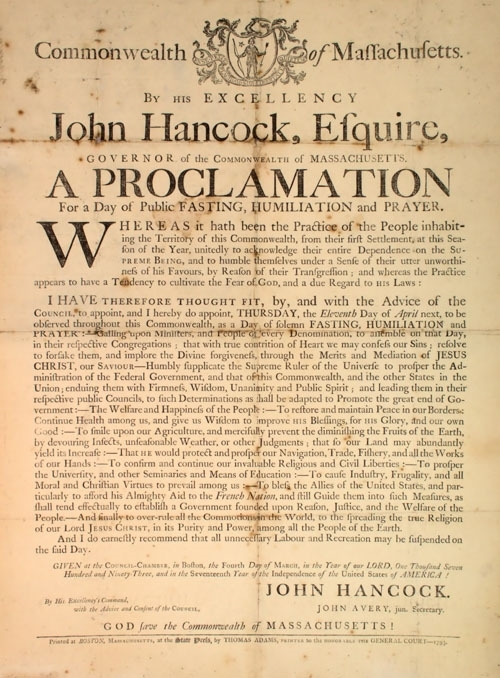 Commonwealth of Maſſachuſetts.
BY HIS EXCELLENCY
John Hancock, Eſquire,
GOVERNOR of the COMMONWEALTH of MASSACHUSETTS.
A PROCLAMATION
For a Day of Public FASTING, HUMILIATION and PRAYER.
WHEREAS it hath been the Practice of the People inhabit-
ing the Territory of this Commonwealth, from their firſt Settlement, at this Sea-
ſon of the Year, unitedly to acknowledge their entire Dependence on the SU-
PREME BEING, and to humble themſelves under a Senſe of their utter unworthi-
neſs of his Favours, by Reaſon of their Tranſgreſſion; and whereas the Practice
appears to have a Tendency to cultivate the Fear of God, and a due Regard to HIS Laws:
I HAVE THEREFORE THOUGHT FIT, by, and with the Advice of the
COUNCIL, to appoint, and I hereby do appoint, THURSDAY, the Eleventh Day of April next, to be
obſerved throughout this Commonwealth, as a Day of ſolemn FASTING, HUMILIATION and
PRAYER:—Calling upon Miniſters, and People of every Denomination, to aſſemble on that Day,
in their reſpective Congregations; that with true Contrition of Heart we may confeſs our Sins; reſolve
to forſake them, and implore the Divine forgiveneſs, through the Merits and Mediation of JESUS
CHRIST, our SAVIOUR—Humbly ſupplicate the Supreme Ruler of the Univerſe to proſper the Ad-
miniſtration of the Federal Government, and that of this Commonwealth, and the other States in the
Union; enduing them with Firmneſs, Wiſdom, Unanimity and Public Spirit; and leading them in their
reſpective public Councils, to ſuch Determinations as ſhall be adapted to Promote the great end of Go-
vernment:—The Welfare and Happineſs of the People:—To reſtore and maintain Peace in our Borders:
Continue Health among us, and give us Wiſdom to improve HIS Bleſſings, for HIS Glory, and our own
Good:—To ſmile upon our Agriculture, and mercifully prevent the diminiſhing the Fruits of the Earth,
by devouring Inſects, unſeaſonable Weather, or other Judgments; that ſo our Land may abundantly
yield its Increaſe:—That HE would protect and proſper our Navigation, Trade, Fiſhery, and all the Works
of our Hands:—To confirm and continue our invaluable Religious and Civil Liberties:—To proſper
the Univerſity, and other Seminaries and Means of Education:—To cauſe Induſtry, Frugality, and all
Moral and Chriſtian Virtues to prevail among us—To bleſs the Allies of the United States, and par-
ticularly to afford his Almighty Aid to the French Nation, and ſtill Guide them into ſuch Meaſures, as
ſhall tend effectually to eſtabliſh a Government founded upon Reaſon, Juſtice, and the Welfare of the
People.—And finally to over-rule all the Commotions in the World, to the ſpreading the true Religion
of our Lord JESUS CHRIST, in its Purity and Power, among all the People of the Earth.
And I do earneſtly recommend that all unneceſſary Labour and Recreation may be ſuſpended on
the ſaid Day.
GIVEN at the COUNCIL-CHAMBER, in Boſton, the Fourth Day of MARCH, in the Year of our LORD, One Thouſand Seven
Hundred and Ninety-Three, and in the Seventeenth Year of the Independence of the United States of AMERICA!
JOHN HANCOCK.
By His Excellency's Command,
with the Advice and Conſent of the COUNCIL,
JOHN AVERY, jun. Secretary.
GOD ſave the Commonwealth of MASSACHUSETTS!
Printed at BOSTON, MASSACHUSETTS, at the State Preſs, by THOMAS ADAMS, PRINTER to the HONORABLE the GENERAL COURT—1793.